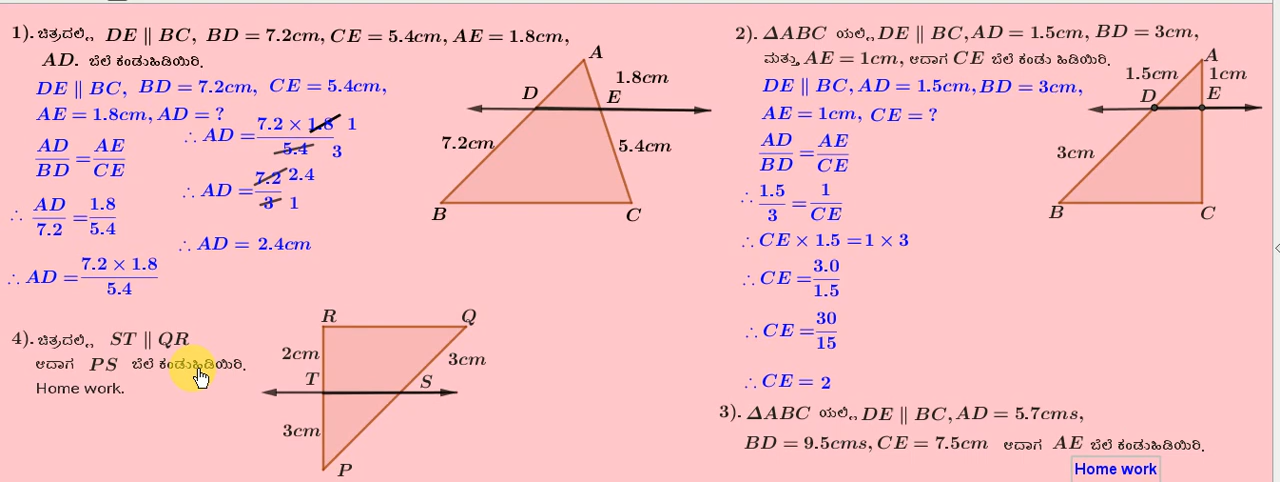 1). ಚಿತ್ರದಲ್ಲಿ, DE ∥ BC, BD = 7.2cm, CE = 5.4cm, AE = 1.8cm,
AD. ಬೆಲೆ ಕಂಡುಹಿಡಿಯಿರಿ.
DE ∥ BC, BD = 7.2cm, CE = 5.4cm,
AE = 1.8cm, AD = ?
AD/BD = AE/CE
∴ AD/7.2 = 1.8/5.4
∴ AD = 7.2 × 1.8/5.4
∴ AD = 7.2 × 1.8/5.4 1 3
∴ AD = 7.2/3 2.4 1
∴ AD = 2.4cm
A
1.8cm
D E
7.2cm 5.4cm
B C
2). ΔABC ಯಲ್ಲಿ, DE ∥ BC, AD = 1.5cm, BD = 3cm,
ಮತ್ತು AE = 1cm, ಆದಾಗ CE ಬೆಲೆ ಕಂಡು ಹಿಡಿಯಿರಿ.
DE ∥ BC, AD = 1.5cm, BD = 3cm,
AE = 1cm, CE = ?
AD/BD = AE/CE
∴ 1.5/3 = 1/CE
∴ CE × 1.5 = 1 × 3
∴ CE = 3.0/1.5
∴ CE = 30/15
∴ CE = 2
A
1.5cm 1cm
D E
3cm
B C
3). ΔABC ಯಲ್ಲಿ, DE ∥ BC, AD = 5.7cms,
BD = 9.5cms, CE = 7.5cm ಆದಾಗ AE ಬೆಲೆ ಕಂಡುಹಿಡಿಯಿರಿ.
Home work
4). ಚಿತ್ರದಲ್ಲಿ, ST ∥ QR
ಆದಾಗ PS ಬೆಲೆ ಕಂಡುಹಿಡಿಯಿರಿ.
Home work.
R Q
2cm 3cm
T S
3cm
P